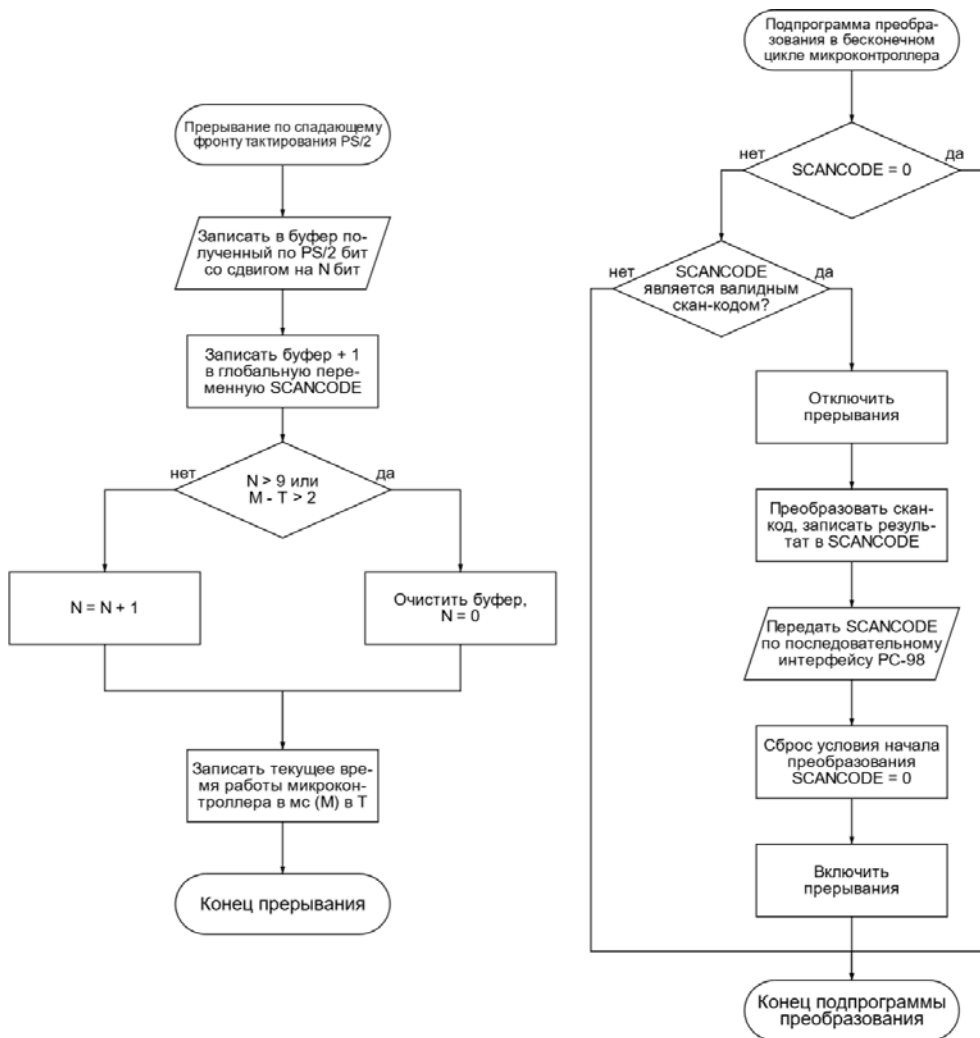 Прерывание по спадающему
фронту тактирования PS/2
Записать в буфер по-
лученный по PS/2 бит
со сдвигом на N бит
Записать буфер + 1
в глобальную пере-
менную SCANCODE
нет
N > 9 или
M - T > 2
да
N = N + 1
Очистить буфер,
N = 0
Записать текущее вре-
мя работы микрокон-
троллера в мс (M) в T
Конец прерывания
Подпрограмма преобра-
зования в бесконечном
цикле микроконтроллера
нет
SCANCODE = 0
да
нет
SCANCODE
является валидным
скан-кодом?
да
Отключить
прерывания
Преобразовать скан-
код, записать резуль-
тат в SCANCODE
Передать SCANCODE
по последовательному
интерфейсу PC-98
Сброс условия начала
преобразования
SCANCODE = 0
Включить
прерывания
Конец подпрограммы
преобразования